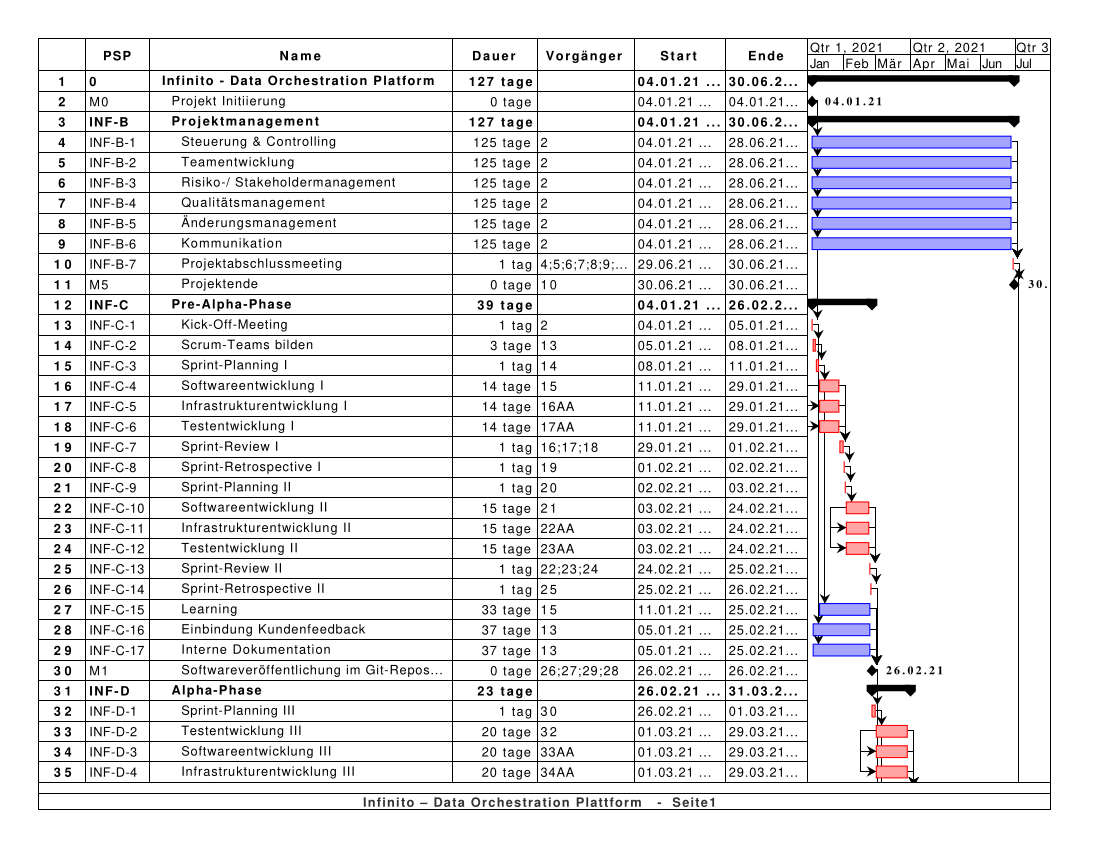 PSP Name Dauer Vorgänger Start Ende Qtr 1, 2021 Qtr 2, 2021 Qtr 3
Jan Feb Mär Apr Mai Jun Jul
1 0 Infinito - Data Orchestration Platform 127 tage 04.01.21 ... 30.06.2...
2 M0 Projekt Initiierung 0 tage 04.01.21 ... 04.01.21... 04.01.21
3 INF-B Projektmanagement 127 tage 04.01.21 ... 30.06.2...
4 INF-B-1 Steuerung & Controlling 125 tage 2 04.01.21 ... 28.06.21...
5 INF-B-2 Teamentwicklung 125 tage 2 04.01.21 ... 28.06.21...
6 INF-B-3 Risiko-/ Stakeholdermanagement 125 tage 2 04.01.21 ... 28.06.21...
7 INF-B-4 Qualitätsmanagement 125 tage 2 04.01.21 ... 28.06.21...
8 INF-B-5 Änderungsmanagement 125 tage 2 04.01.21 ... 28.06.21...
9 INF-B-6 Kommunikation 125 tage 2 04.01.21 ... 28.06.21...
10 INF-B-7 Projektabschlussmeeting 1 tag 4;5;6;7;8;9;... 29.06.21 ... 30.06.21...
11 M5 Projektende 0 tage 10 30.06.21 ... 30.06.21... 30.
12 INF-C Pre-Alpha-Phase 39 tage 04.01.21 ... 26.02.2...
13 INF-C-1 Kick-Off-Meeting 1 tag 2 04.01.21 ... 05.01.21...
14 INF-C-2 Scrum-Teams bilden 3 tage 13 05.01.21 ... 08.01.21...
15 INF-C-3 Sprint-Planning I 1 tag 14 08.01.21 ... 11.01.21...
16 INF-C-4 Softwareentwicklung I 14 tage 15 11.01.21 ... 29.01.21...
17 INF-C-5 Infrastrukturentwicklung I 14 tage 16AA 11.01.21 ... 29.01.21...
18 INF-C-6 Testentwicklung I 14 tage 17AA 11.01.21 ... 29.01.21...
19 INF-C-7 Sprint-Review I 1 tag 16;17;18 29.01.21 ... 01.02.21...
20 INF-C-8 Sprint-Retrospective I 1 tag 19 01.02.21 ... 02.02.21...
21 INF-C-9 Sprint-Planning II 1 tag 20 02.02.21 ... 03.02.21...
22 INF-C-10 Softwareentwicklung II 15 tage 21 03.02.21 ... 24.02.21...
23 INF-C-11 Infrastrukturentwicklung II 15 tage 22AA 03.02.21 ... 24.02.21...
24 INF-C-12 Testentwicklung II 15 tage 23AA 03.02.21 ... 24.02.21...
25 INF-C-13 Sprint-Review II 1 tag 22;23;24 24.02.21 ... 25.02.21...
26 INF-C-14 Sprint-Retrospective II 1 tag 25 25.02.21 ... 26.02.21...
27 INF-C-15 Learning 33 tage 15 11.01.21 ... 25.02.21...
28 INF-C-16 Einbindung Kundenfeedback 37 tage 13 05.01.21 ... 25.02.21...
29 INF-C-17 Interne Dokumentation 37 tage 13 05.01.21 ... 25.02.21...
30 M1 Softwareveröffentlichung im Git-Repos... 0 tage 26;27;29;28 26.02.21 ... 26.02.21... 26.02.21
31 INF-D Alpha-Phase 23 tage 26.02.21 ... 31.03.2...
32 INF-D-1 Sprint-Planning III 1 tag 30 26.02.21 ... 01.03.21...
33 INF-D-2 Testentwicklung III 20 tage 32 01.03.21 ... 29.03.21...
34 INF-D-3 Softwareentwicklung III 20 tage 33AA 01.03.21 ... 29.03.21...
35 INF-D-4 Infrastrukturentwicklung III 20 tage 34AA 01.03.21 ... 29.03.21...
Infinito – Data Orchestration Plattform - Seite1